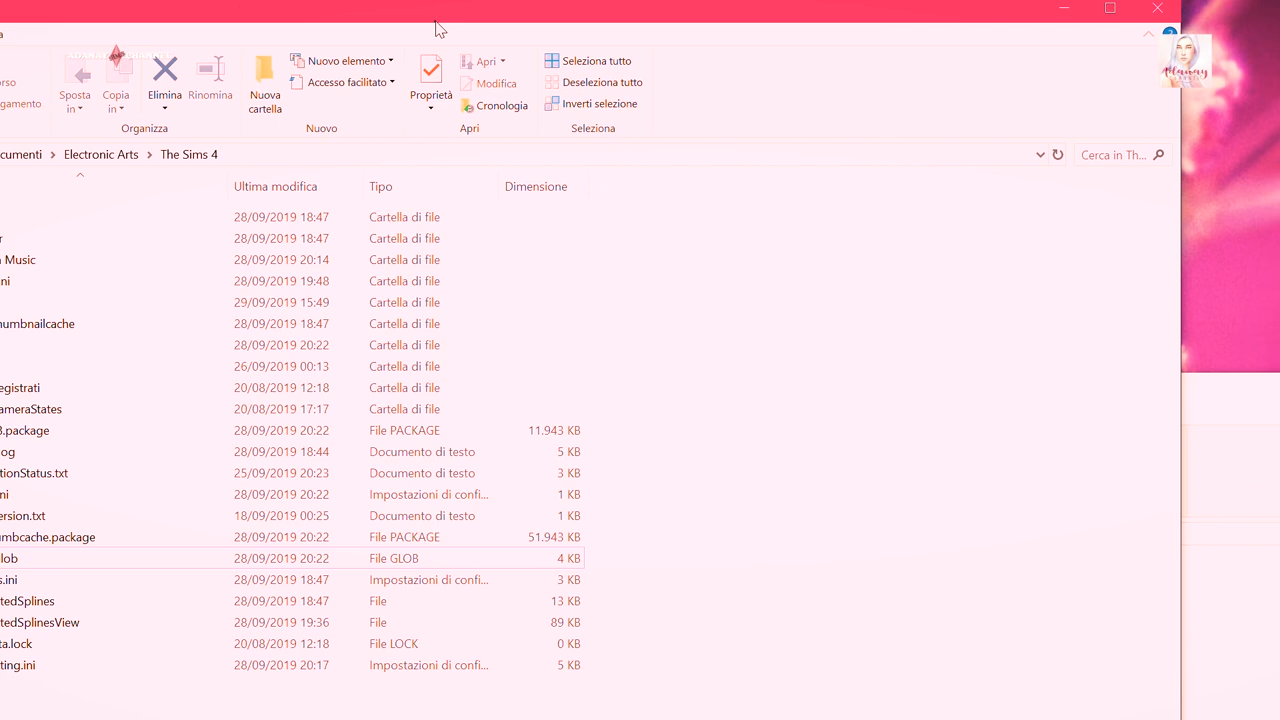 a
orso
gamento
Sposta in
Copia in
Elimina
Rinomina
Organizza
Nuova cartella
Nuovo elemento
Accesso facilitato
Nuovo
Proprietà
Apri
Modifica
Cronologia
Apri
Seleziona tutto
Deseleziona tutto
Inverti selezione
Seleziona
cumenti > Electronic Arts > The Sims 4
Cerca in Th...
Ultima modifica Tipo Dimensione
28/09/2019 18:47 Cartella di file
r 28/09/2019 18:47 Cartella di file
Music 28/09/2019 20:14 Cartella di file
ni 28/09/2019 19:48 Cartella di file
29/09/2019 15:49 Cartella di file
humbnailcache 28/09/2019 18:47 Cartella di file
28/09/2019 20:22 Cartella di file
26/09/2019 00:13 Cartella di file
egistrati 20/08/2019 12:18 Cartella di file
ameraStates 20/08/2019 17:17 Cartella di file
.package 28/09/2019 20:22 File PACKAGE 11.943 KB
og 28/09/2019 18:44 Documento di testo 5 KB
tionStatus.txt 25/09/2019 20:23 Documento di testo 3 KB
ni 28/09/2019 20:22 Impostazioni di confi... 1 KB
ersion.txt 18/09/2019 00:25 Documento di testo 1 KB
umbcache.package 28/09/2019 20:22 File PACKAGE 51.943 KB
lob 28/09/2019 20:22 File GLOB 4 KB
s.ini 28/09/2019 18:47 Impostazioni di confi... 3 KB
tedSplines 28/09/2019 18:47 File 13 KB
tedSplinesView 28/09/2019 19:36 File 89 KB
ta.lock 20/08/2019 12:18 File LOCK 0 KB
ting.ini 28/09/2019 20:17 Impostazioni di confi... 5 KB